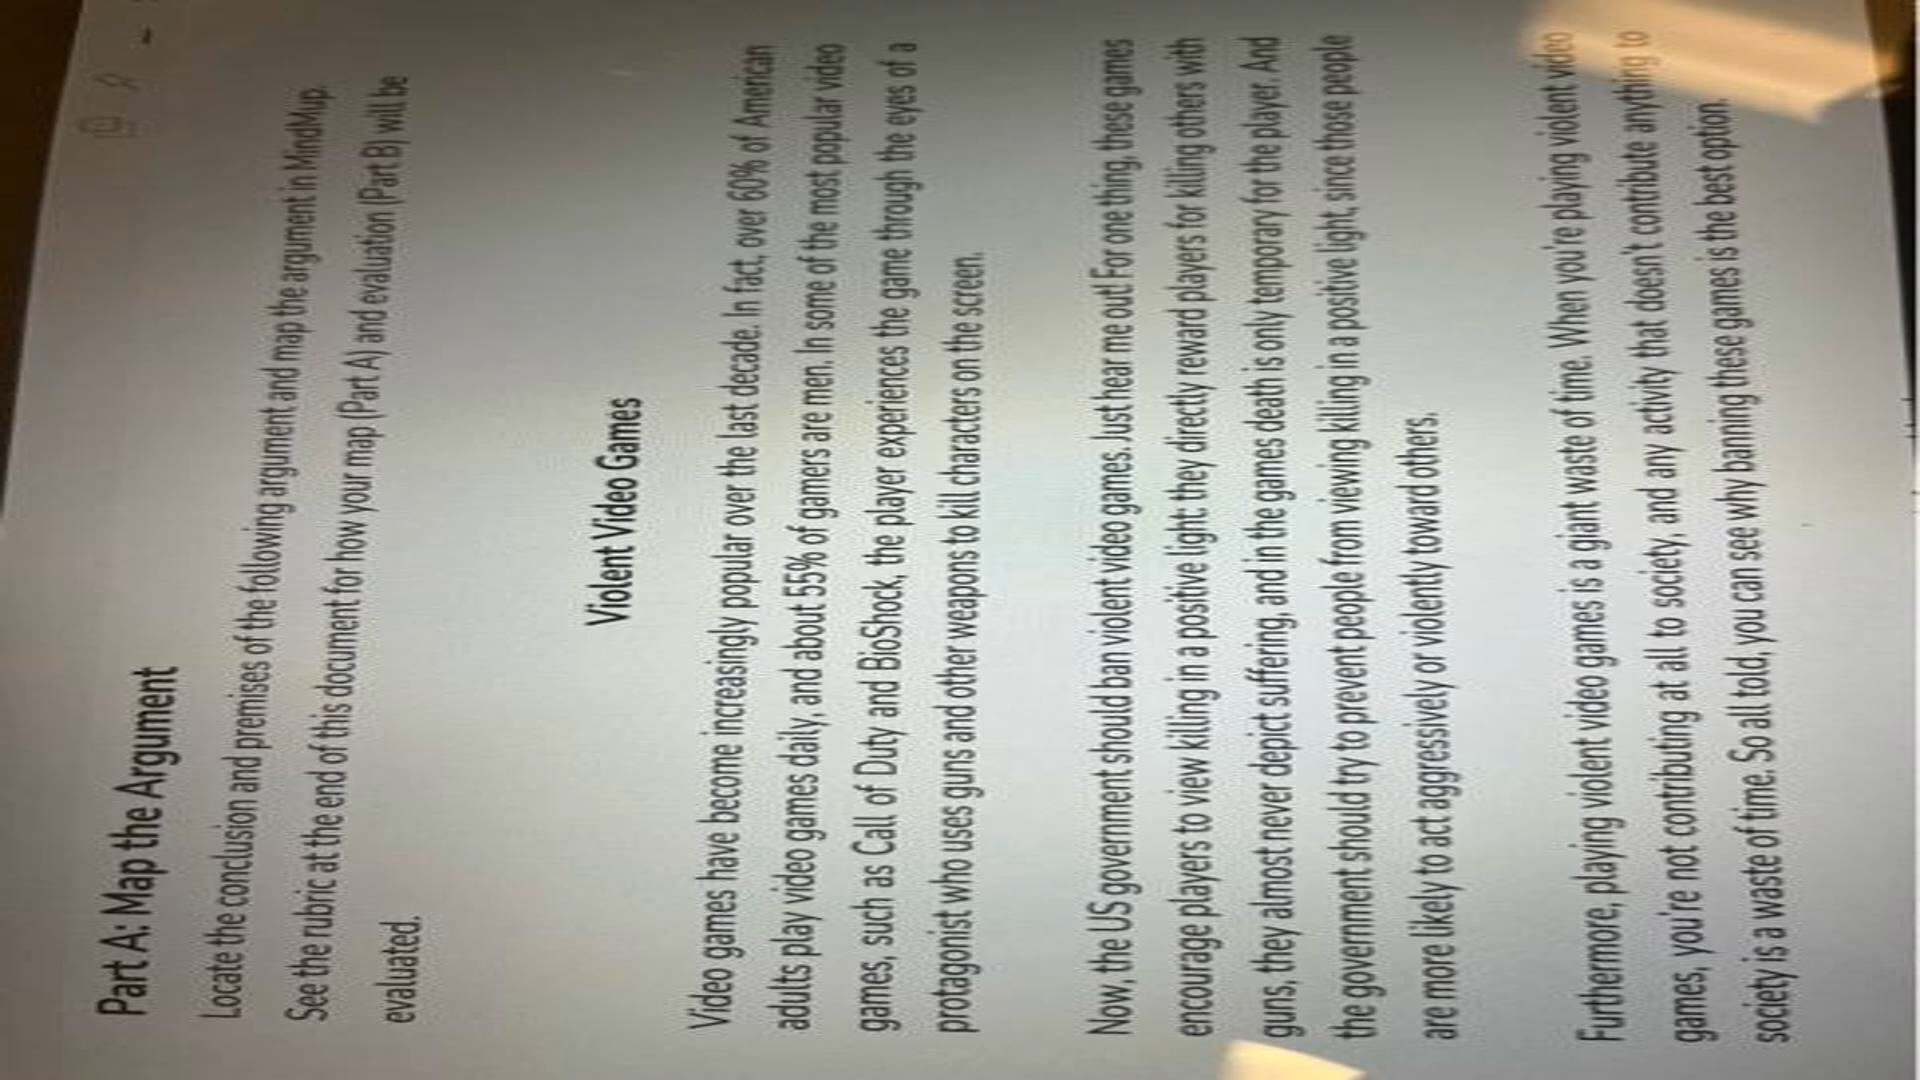 Part A: Map the Argument
Locate the conclusion and premises of the following argument and map the argument in MindMup.
See the rubric at the end of this document for how your map (Part A) and evaluation (Part B) will be
evaluated.
Violent Video Games
Video games have become increasingly popular over the last decade. In fact, over 60% of American
adults play video games daily, and about 55% of gamers are men. In some of the most popular video
games, such as Call of Duty and BioShock, the player experiences the game through the eyes of a
protagonist who uses guns and other weapons to kill characters on the screen.
Now, the US government should ban violent video games. Just hear me out! For one thing, these games
encourage players to view killing in a positive light: they directly reward players for killing others with
guns, they almost never depict suffering, and in the games death is only temporary for the player. And
the government should try to prevent people from viewing killing in a positive light, since those people
are more likely to act aggressively or violently toward others.
Furthermore, playing violent video games is a giant waste of time. When you're playing violent video
games, you're not contributing at all to society, and any activity that doesn't contribute anything to
society is a waste of time. So all told, you can see why banning these games is the best option.